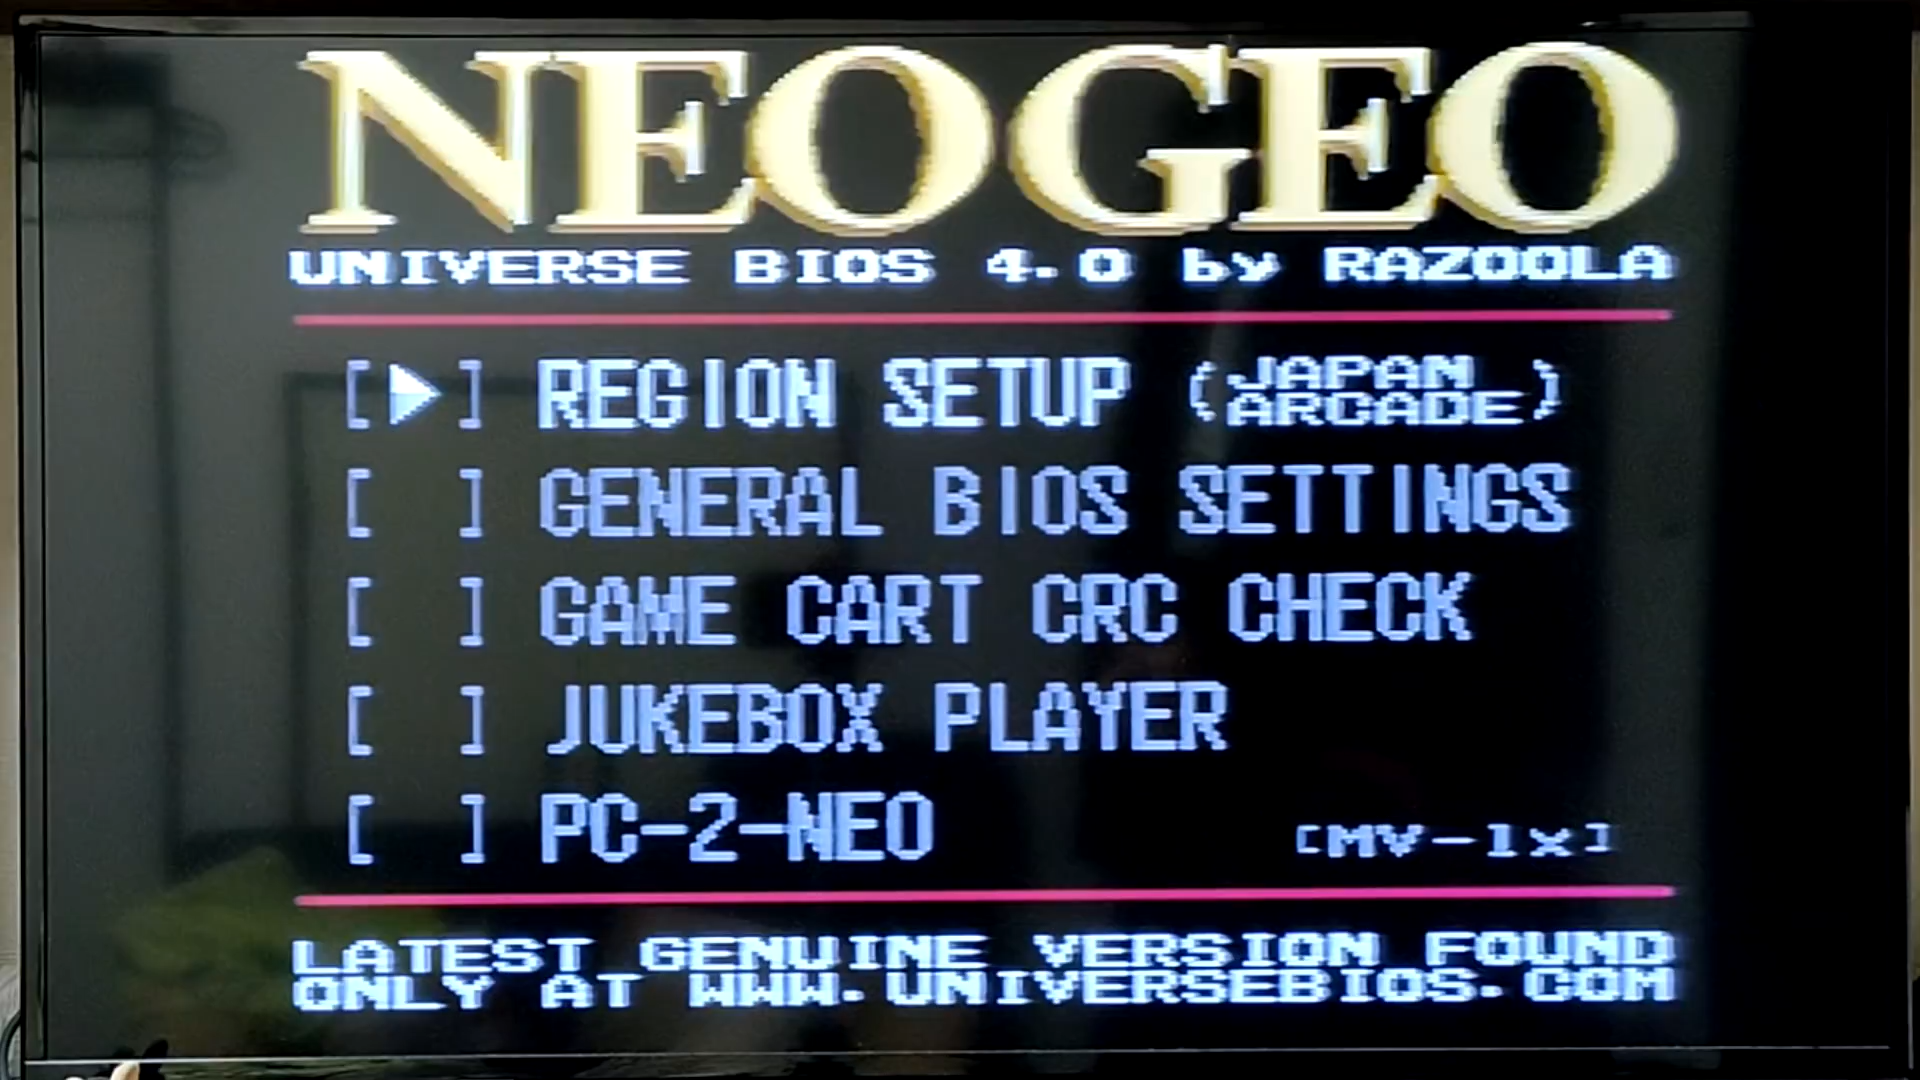 NEOGEO
UNIVERSE BIOS 4.0 by RAZOOLA
[▶] REGION SETUP (JAPAN ARCADE)
[ ] GENERAL BIOS SETTINGS
[ ] GAME CART CRC CHECK
[ ] JUKEBOX PLAYER
[ ] PC-2-NEO [MV-1x]
LATEST GENUINE VERSION FOUND
ONLY AT WWW.UNIVERSEBIOS.COM